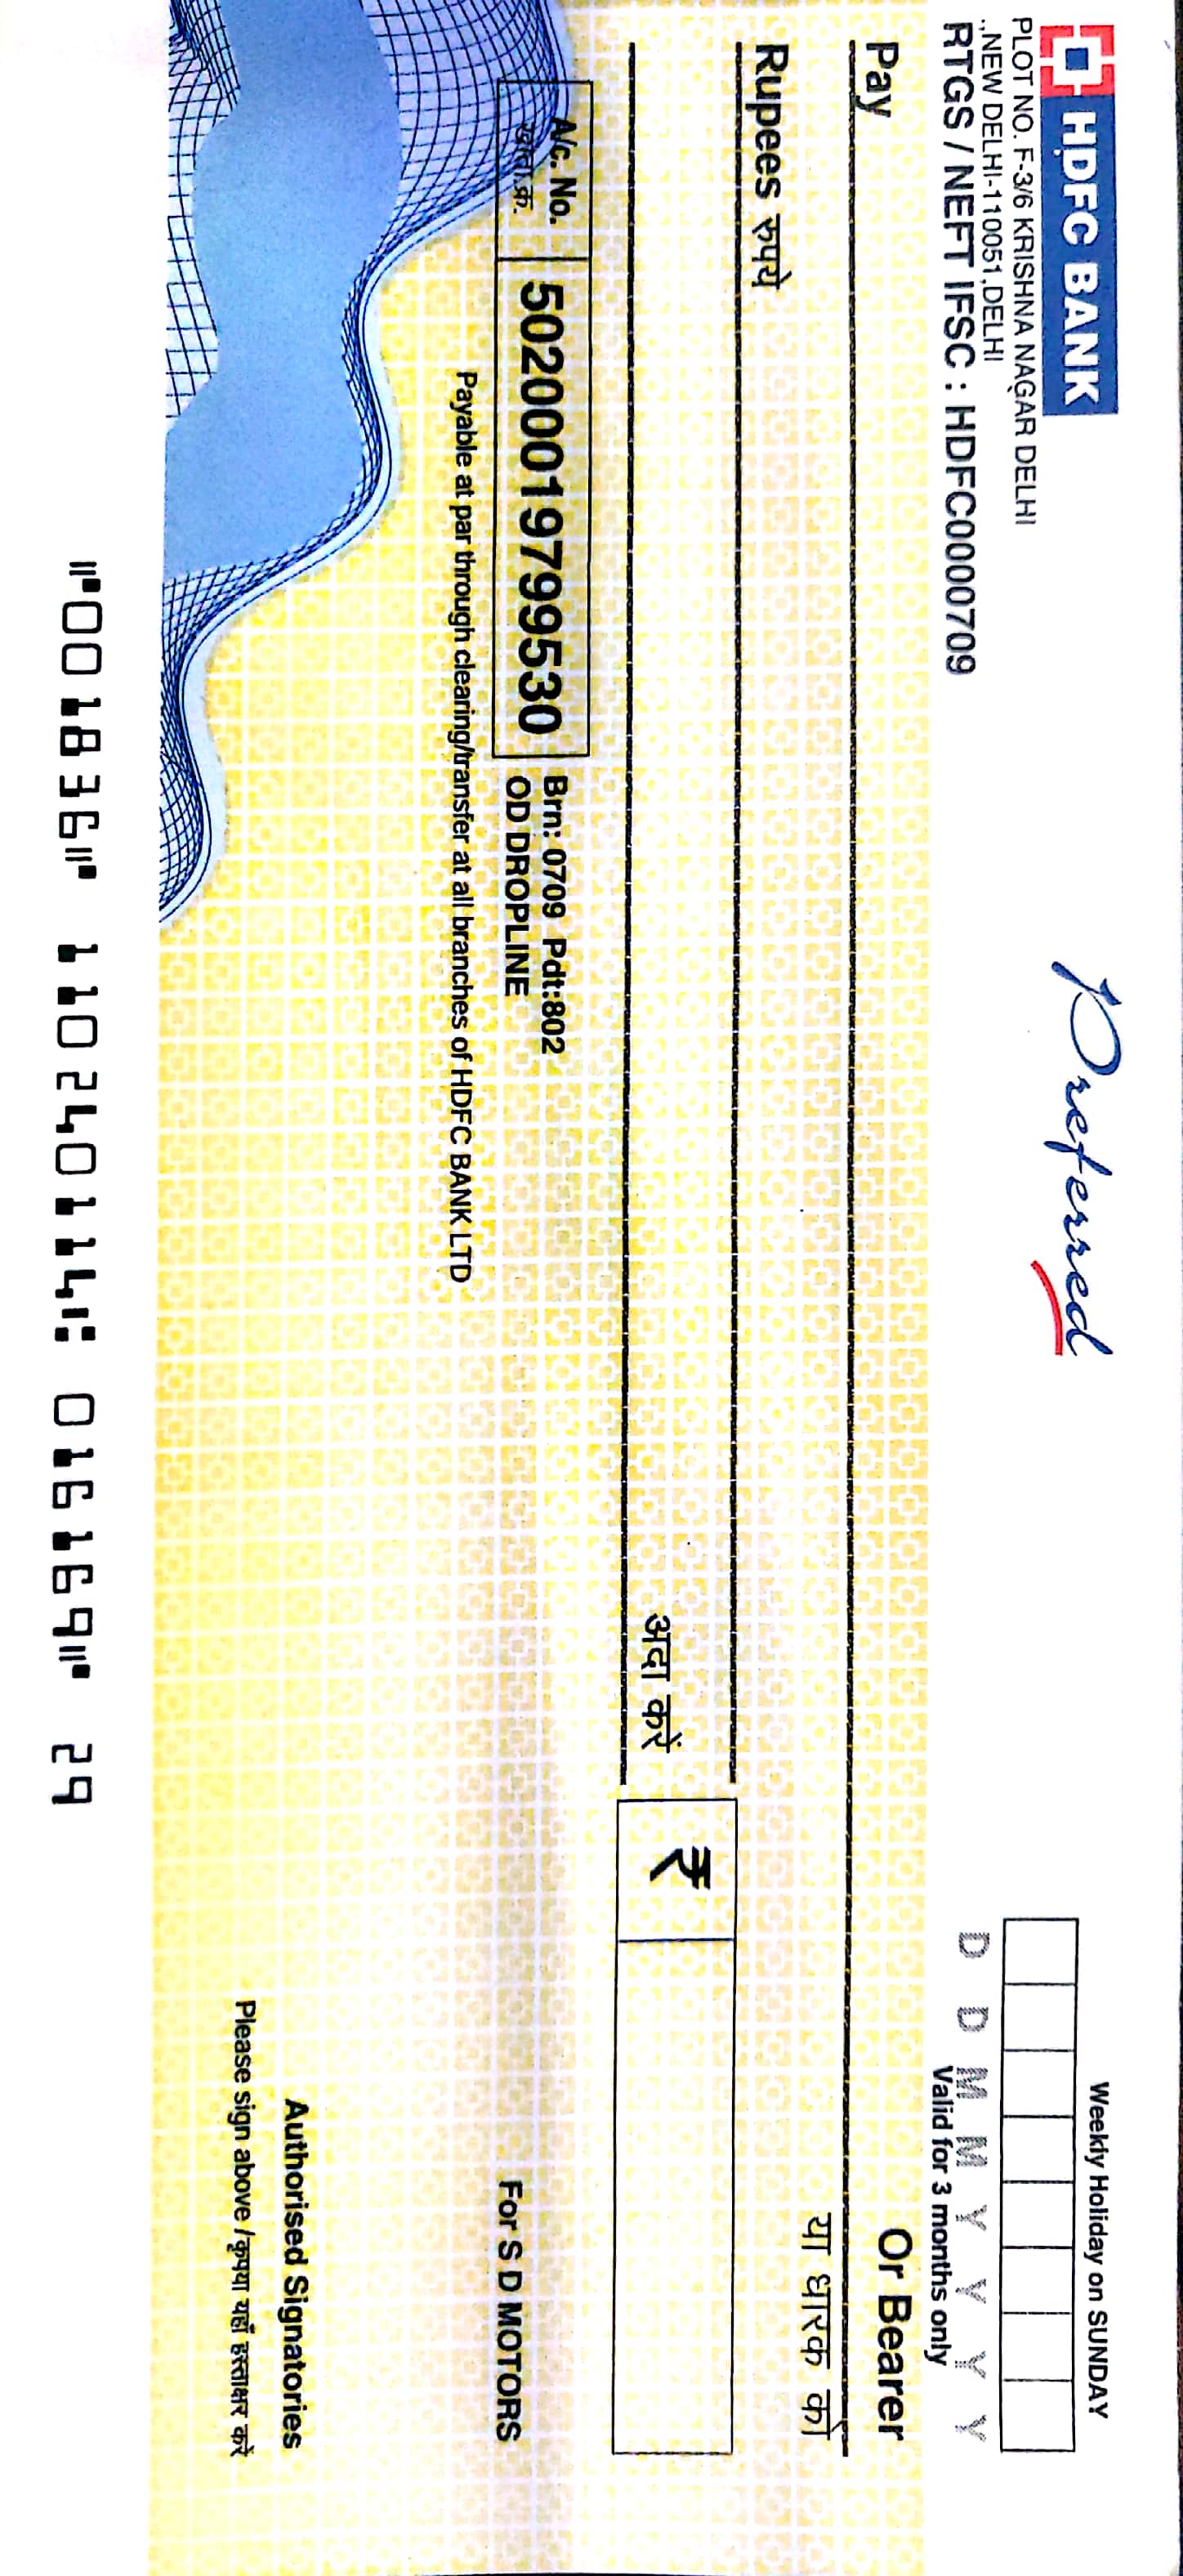 HDFC BANK
Preferred
Weekly Holiday on SUNDAY
PLOT NO. F-3/6 KRISHNA NAGAR DELHI
.,NEW DELHI-110051,DELHI
RTGS / NEFT IFSC : HDFC0000709
D D M M Y Y Y Y
Valid for 3 months only
Pay
Or Bearer
या धारक को
Rupees रुपये
अदा करें
₹
A/c. No.
खाता क्र.
50200019799530
Brn: 0709 Pdt:802
OD DROPLINE
For S D MOTORS
Payable at par through clearing/transfer at all branches of HDFC BANK LTD
Authorised Signatories
Please sign above /कृपया यहाँ हस्ताक्षर करें
⑈001836⑈ 110240114⑆ 016169⑈ 29